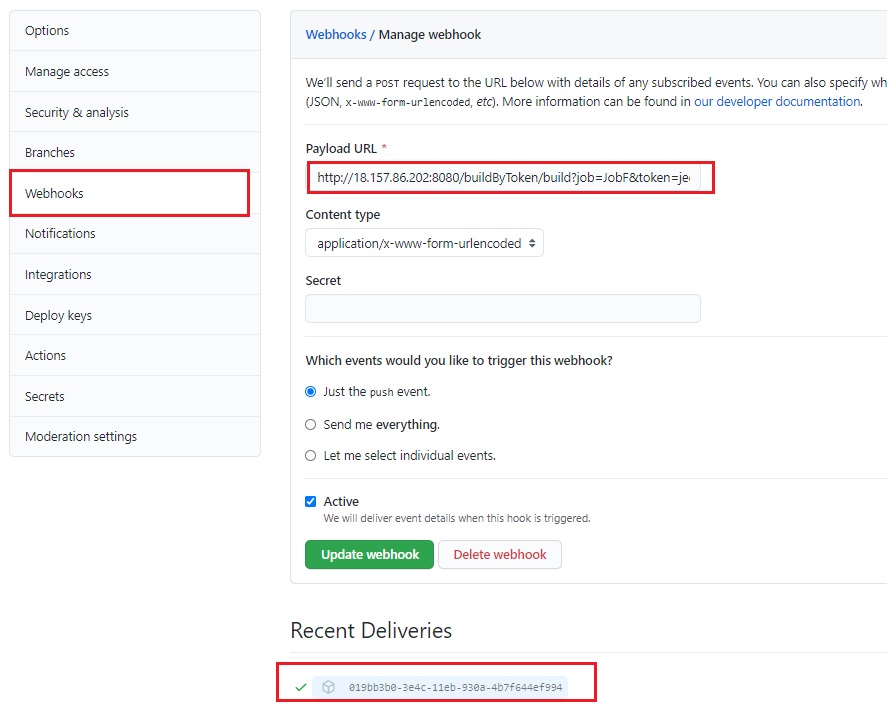 Options
Manage access
Security & analysis
Branches
Webhooks
Notifications
Integrations
Deploy keys
Actions
Secrets
Moderation settings
Webhooks / Manage webhook
We'll send a POST request to the URL below with details of any subscribed events. You can also specify wh
(JSON, x-www-form-urlencoded, etc). More information can be found in our developer documentation.
Payload URL *
http://18.157.86.202:8080/buildByToken/build?job=JobF&token=je
Content type
application/x-www-form-urlencoded
Secret
Which events would you like to trigger this webhook?
Just the push event.
Send me everything.
Let me select individual events.
Active
We will deliver event details when this hook is triggered.
Update webhook
Delete webhook
Recent Deliveries
019bb3b0-3e4c-11eb-930a-4b7f644ef994